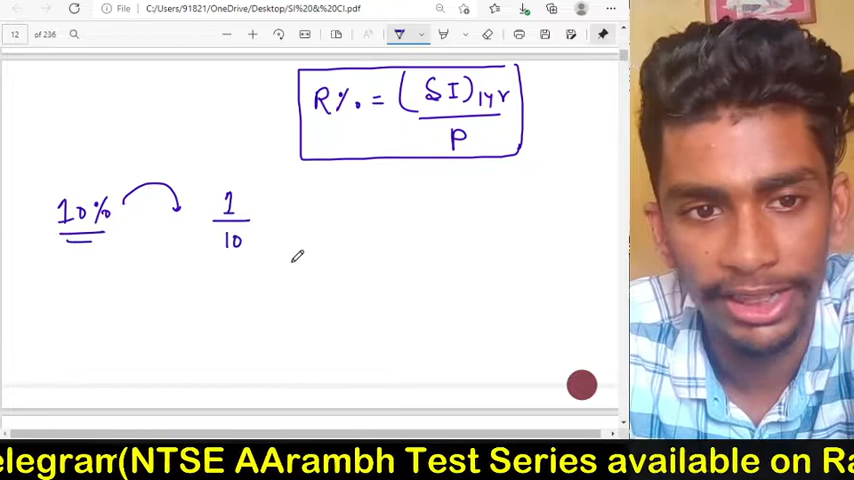 File | C:/Users/91821/OneDrive/Desktop/SI%20&%20CI.pdf
12 of 236
R% = (SI)1yr
P
10% 1
10
elegram(NTSE AArambh Test Series available on Ra